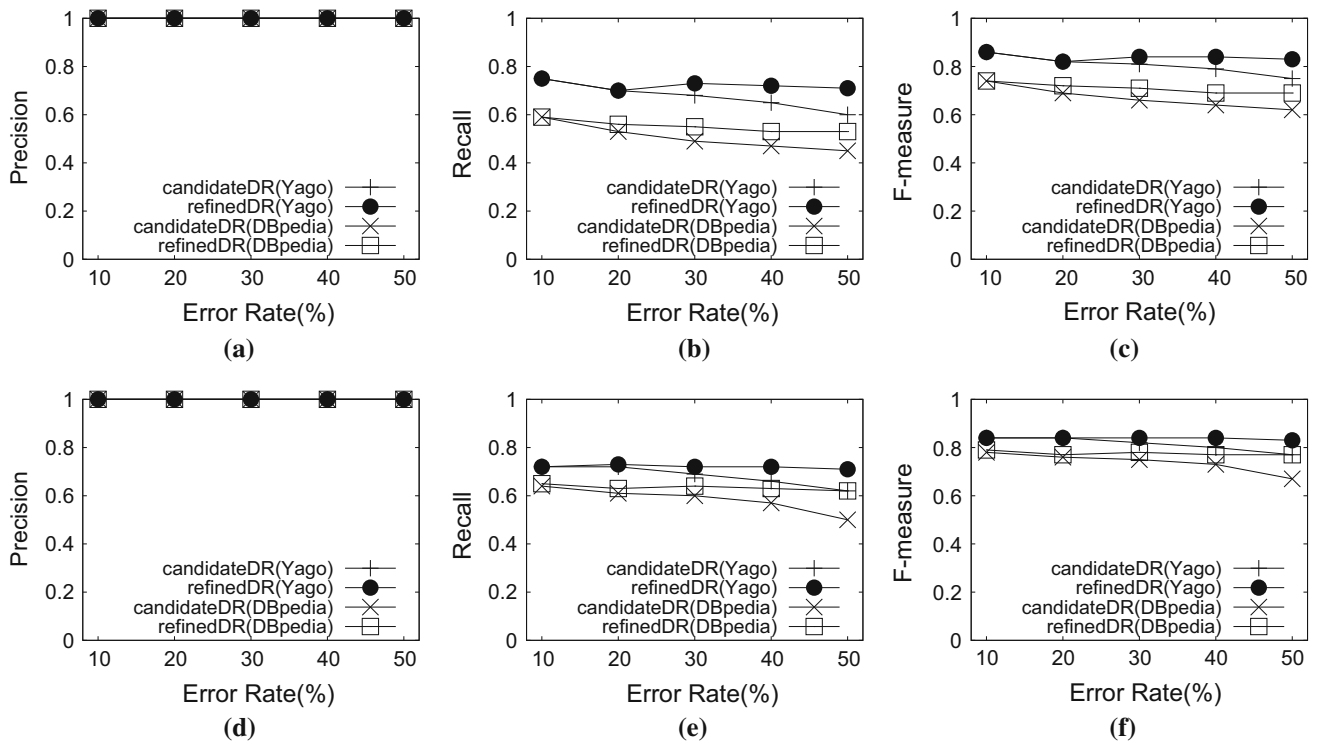 1
0.8
0.6
0.4
0.2
0
Precision
candidateDR(Yago)
refinedDR(Yago)
candidateDR(DBpedia)
refinedDR(DBpedia)
10 20 30 40 50
Error Rate(%)
(a)
1
0.8
0.6
0.4
0.2
0
Recall
candidateDR(Yago)
refinedDR(Yago)
candidateDR(DBpedia)
refinedDR(DBpedia)
10 20 30 40 50
Error Rate(%)
(b)
1
0.8
0.6
0.4
0.2
0
F-measure
candidateDR(Yago)
refinedDR(Yago)
candidateDR(DBpedia)
refinedDR(DBpedia)
10 20 30 40 50
Error Rate(%)
(c)
1
0.8
0.6
0.4
0.2
0
Precision
candidateDR(Yago)
refinedDR(Yago)
candidateDR(DBpedia)
refinedDR(DBpedia)
10 20 30 40 50
Error Rate(%)
(d)
1
0.8
0.6
0.4
0.2
0
Recall
candidateDR(Yago)
refinedDR(Yago)
candidateDR(DBpedia)
refinedDR(DBpedia)
10 20 30 40 50
Error Rate(%)
(e)
1
0.8
0.6
0.4
0.2
0
F-measure
candidateDR(Yago)
refinedDR(Yago)
candidateDR(DBpedia)
refinedDR(DBpedia)
10 20 30 40 50
Error Rate(%)
(f)